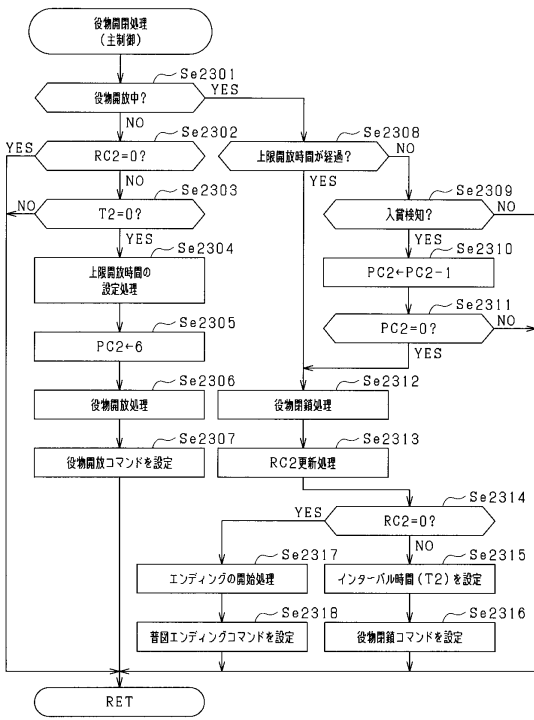 役物開閉処理
(主制御)
Se2301
役物開放中?
YES
NO
Se2302
RC2=0?
YES
NO
Se2303
T2=0?
NO
YES
Se2304
上限開放時間の
設定処理
Se2305
PC2←6
Se2306
役物開放処理
Se2307
役物開放コマンドを設定
Se2308
上限開放時間が経過?
NO
YES
Se2309
入賞検知?
NO
YES
Se2310
PC2←PC2-1
Se2311
PC2=0?
NO
YES
Se2312
役物閉鎖処理
Se2313
RC2更新処理
Se2314
RC2=0?
YES
NO
Se2317
エンディングの開始処理
Se2318
普図エンディングコマンドを設定
Se2315
インターバル時間(T2)を設定
Se2316
役物閉鎖コマンドを設定
RET